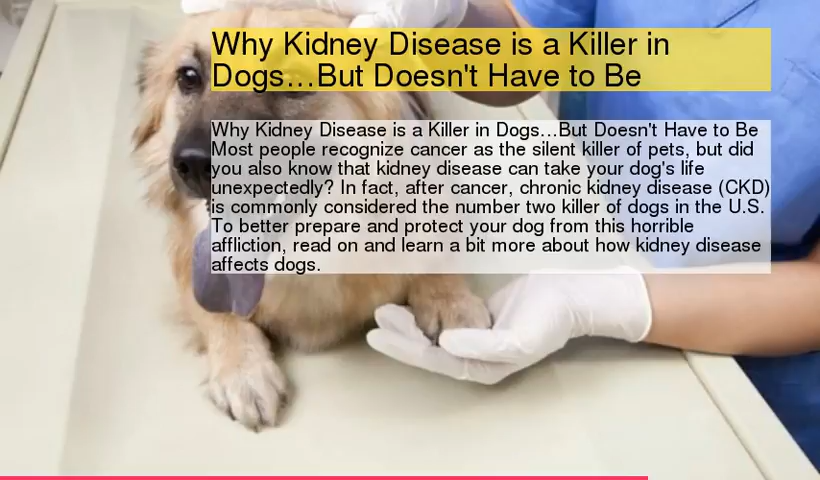 Why Kidney Disease is a Killer in
Dogs...But Doesn't Have to Be
Why Kidney Disease is a Killer in Dogs...But Doesn't Have to Be
Most people recognize cancer as the silent killer of pets, but did
you also know that kidney disease can take your dog's life
unexpectedly? In fact, after cancer, chronic kidney disease (CKD)
is commonly considered the number two killer of dogs in the U.S.
To better prepare and protect your dog from this horrible
affliction, read on and learn a bit more about how kidney disease
affects dogs.